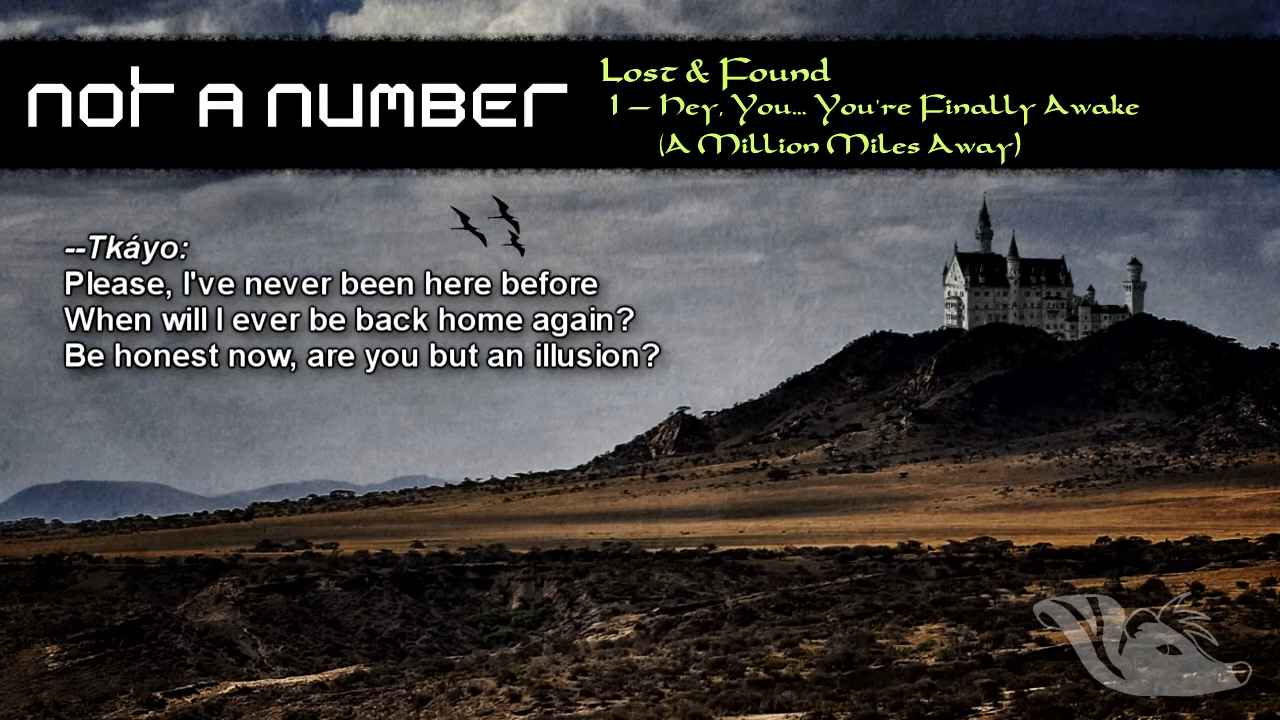 not a number
Lost & Found
1 – Hey, You... You're Finally Awake
(A Million Miles Away)
--Tkáyo:
Please, I've never been here before
When will I ever be back home again?
Be honest now, are you but an illusion?